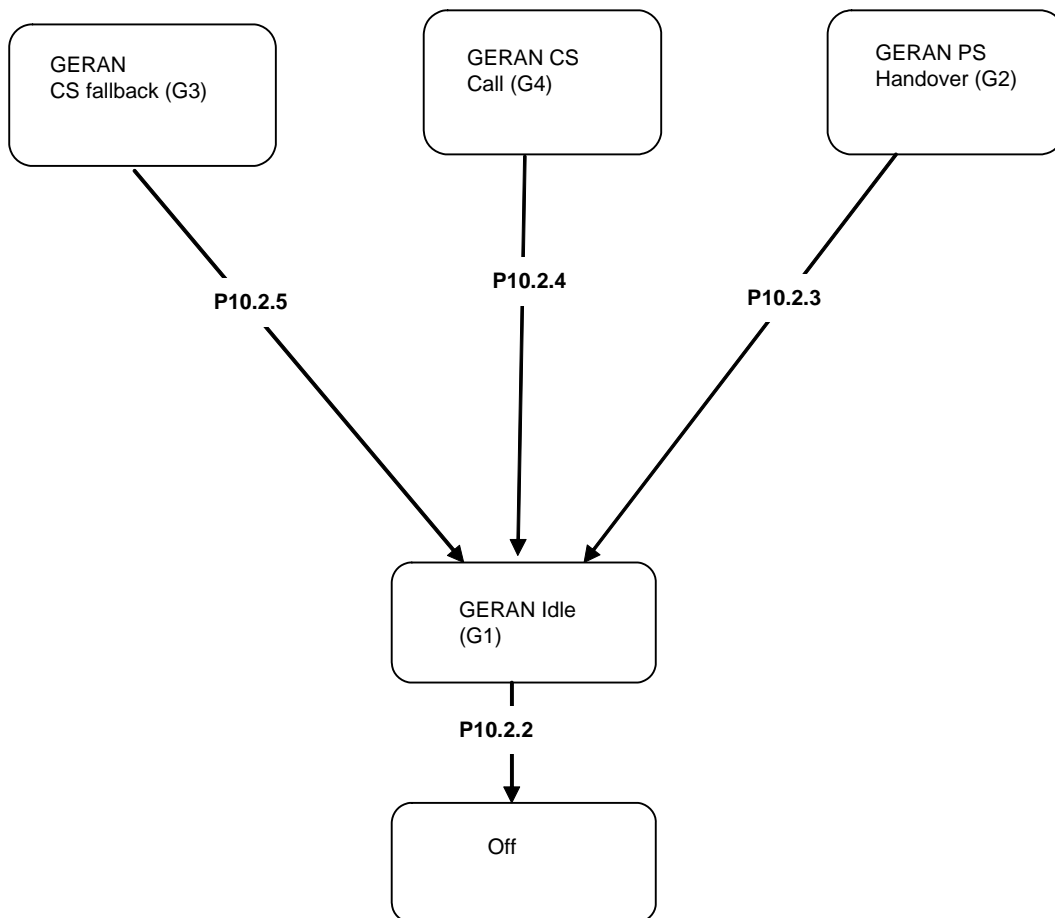 GERAN
CS fallback (G3)
GERAN CS
Call (G4)
GERAN PS
Handover (G2)
P10.2.5
P10.2.4
P10.2.3
GERAN Idle
(G1)
P10.2.2
Off